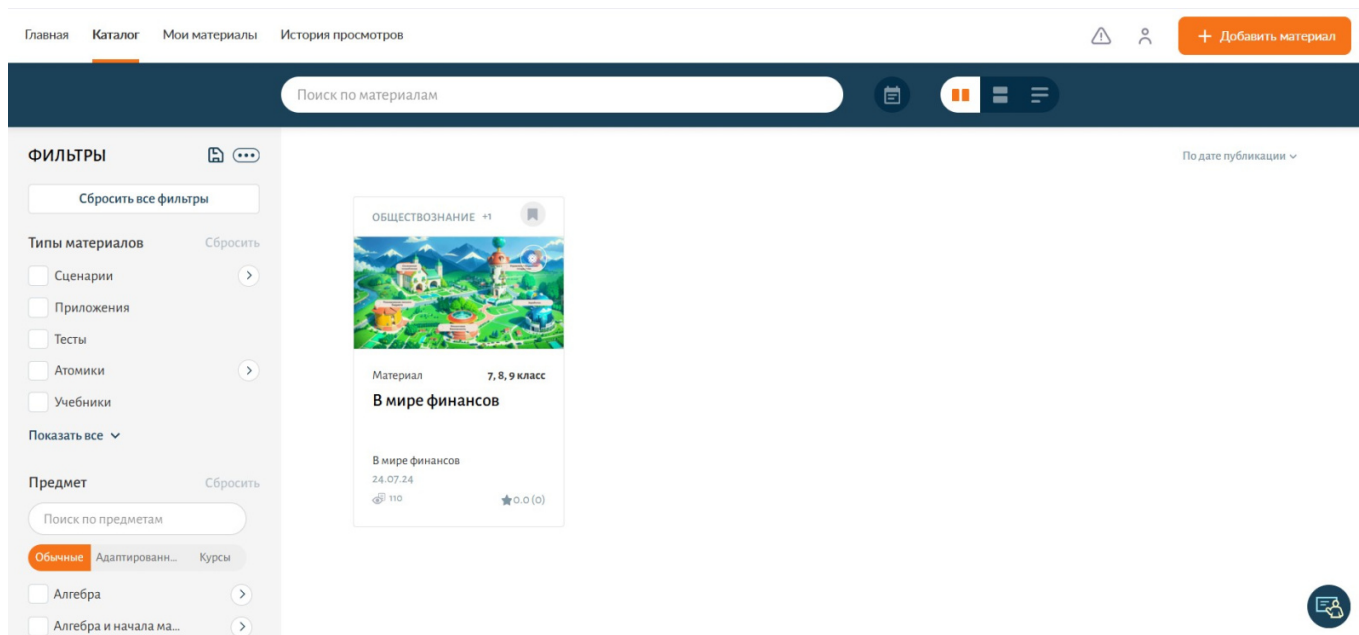 Главная Каталог Мои материалы История просмотров
+ Добавить материал
Поиск по материалам
ФИЛЬТРЫ
По дате публикации
Сбросить все фильтры
Типы материалов Сбросить
Сценарии
Приложения
Тесты
Атомики
Учебники
Показать все
Предмет Сбросить
Поиск по предметам
Обычные Адаптированн... Курсы
Алгебра
Алгебра и начала ма...
ОБЩЕСТВОЗНАНИЕ +1
Материал 7, 8, 9 класс
В мире финансов
В мире финансов
24.07.24
110 0.0 (0)